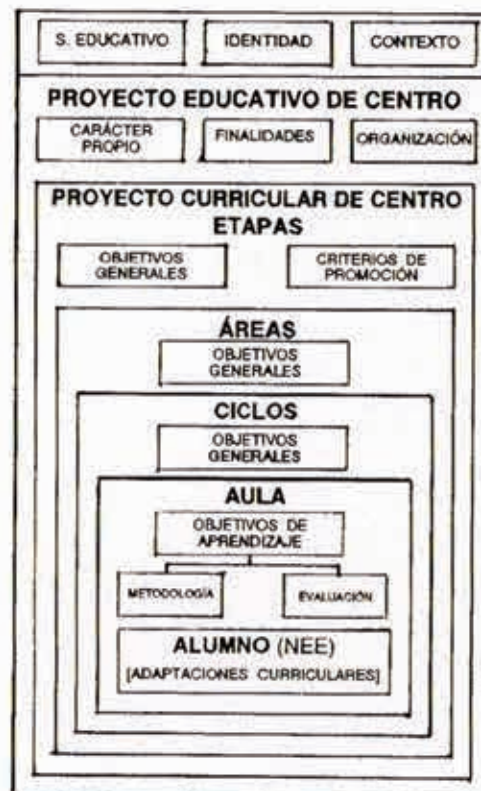 S. EDUCATIVO
IDENTIDAD
CONTEXTO
PROYECTO EDUCATIVO DE CENTRO
CARÁCTER
PROPIO
FINALIDADES
ORGANIZACIÓN
PROYECTO CURRICULAR DE CENTRO
ETAPAS
OBJETIVOS
GENERALES
CRITERIOS DE
PROMOCIÓN
ÁREAS
OBJETIVOS
GENERALES
CICLOS
OBJETIVOS
GENERALES
AULA
OBJETIVOS DE
APRENDIZAJE
METODOLOGÍA
EVALUACIÓN
ALUMNO (NEE)
[ADAPTACIONES CURRICULARES]